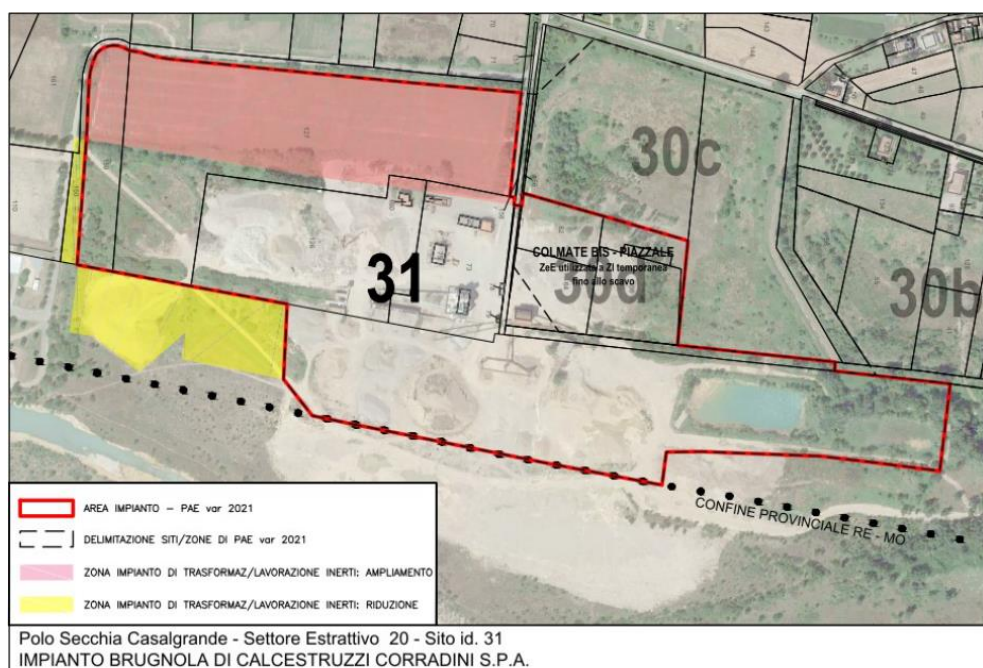 30c
31
COLMATE BIS - PIAZZALE
ZeE utilizzata a ZI temporanea
fino allo scavo
30d
30b
CONFINE PROVINCIALE RE - MO
AREA IMPIANTO – PAE var 2021
DELIMITAZIONE SITI/ZONE DI PAE var 2021
ZONA IMPIANTO DI TRASFORMAZ/LAVORAZIONE INERTI: AMPLIAMENTO
ZONA IMPIANTO DI TRASFORMAZ/LAVORAZIONE INERTI: RIDUZIONE
Polo Secchia Casalgrande - Settore Estrattivo 20 - Sito id. 31
IMPIANTO BRUGNOLA DI CALCESTRUZZI CORRADINI S.P.A.